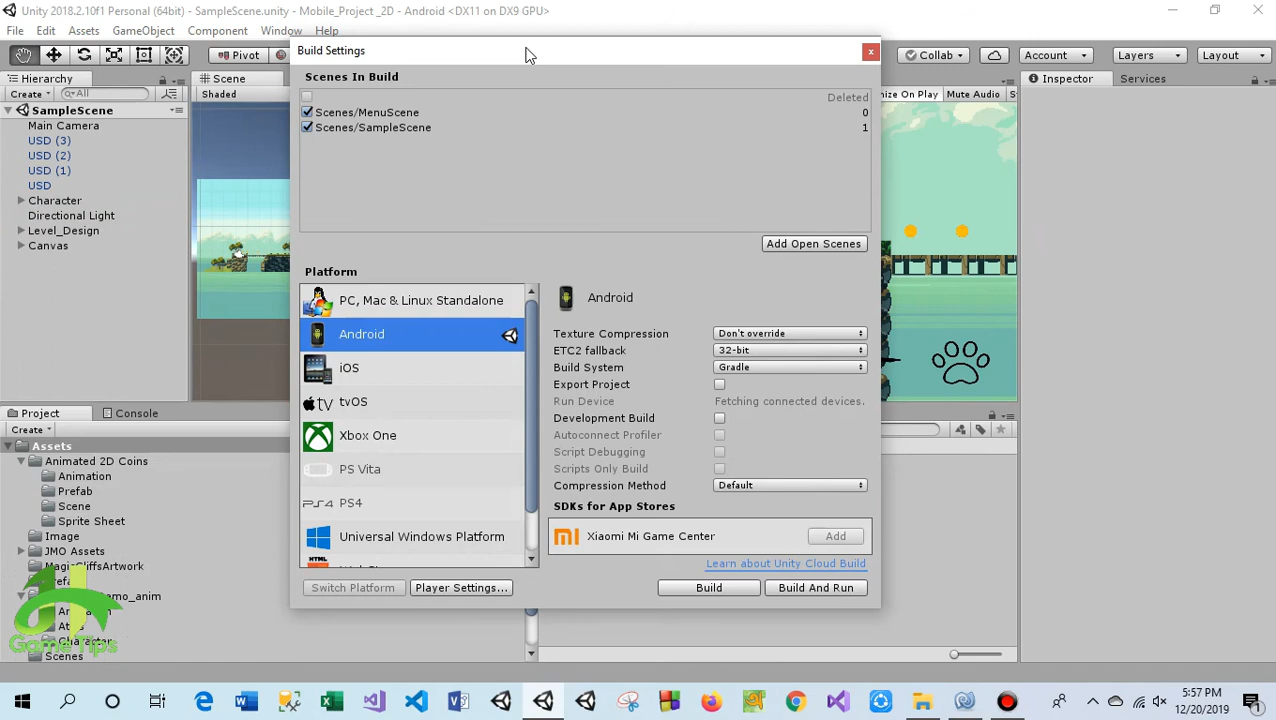 Unity 2018.2.10f1 Personal (64bit) - SampleScene.unity - Mobile_Project _2D - Android <DX11 on DX9 GPU>
File Edit Assets GameObject Component Window Help
Pivot
Collab
Account
Layers
Layout
Build Settings
x
Hierarchy
Scene
Inspector
Services
Create
All
Shaded
ize On Play
Mute Audio
S
SampleScene
Main Camera
USD (3)
USD (2)
USD (1)
USD
Character
Directional Light
Level_Design
Canvas
Scenes In Build
Deleted
Scenes/MenuScene 0
Scenes/SampleScene 1
Add Open Scenes
Platform
PC, Mac & Linux Standalone
Android
iOS
tv tvOS
Xbox One
PS Vita
PS4
Universal Windows Platform
HTML
Android
Texture Compression Don't override
ETC2 fallback 32-bit
Build System Gradle
Export Project
Run Device Fetching connected devices.
Development Build
Autoconnect Profiler
Script Debugging
Scripts Only Build
Compression Method Default
SDKs for App Stores
Xiaomi Mi Game Center Add
Learn about Unity Cloud Build
Switch Platform
Player Settings...
Build
Build And Run
Project
Console
Create
Assets
Animated 2D Coins
Animation
Prefab
Scene
Sprite Sheet
Image
JMO Assets
MagicCliffsArtwork
Scenes
Game Tips
5:57 PM
12/20/2019